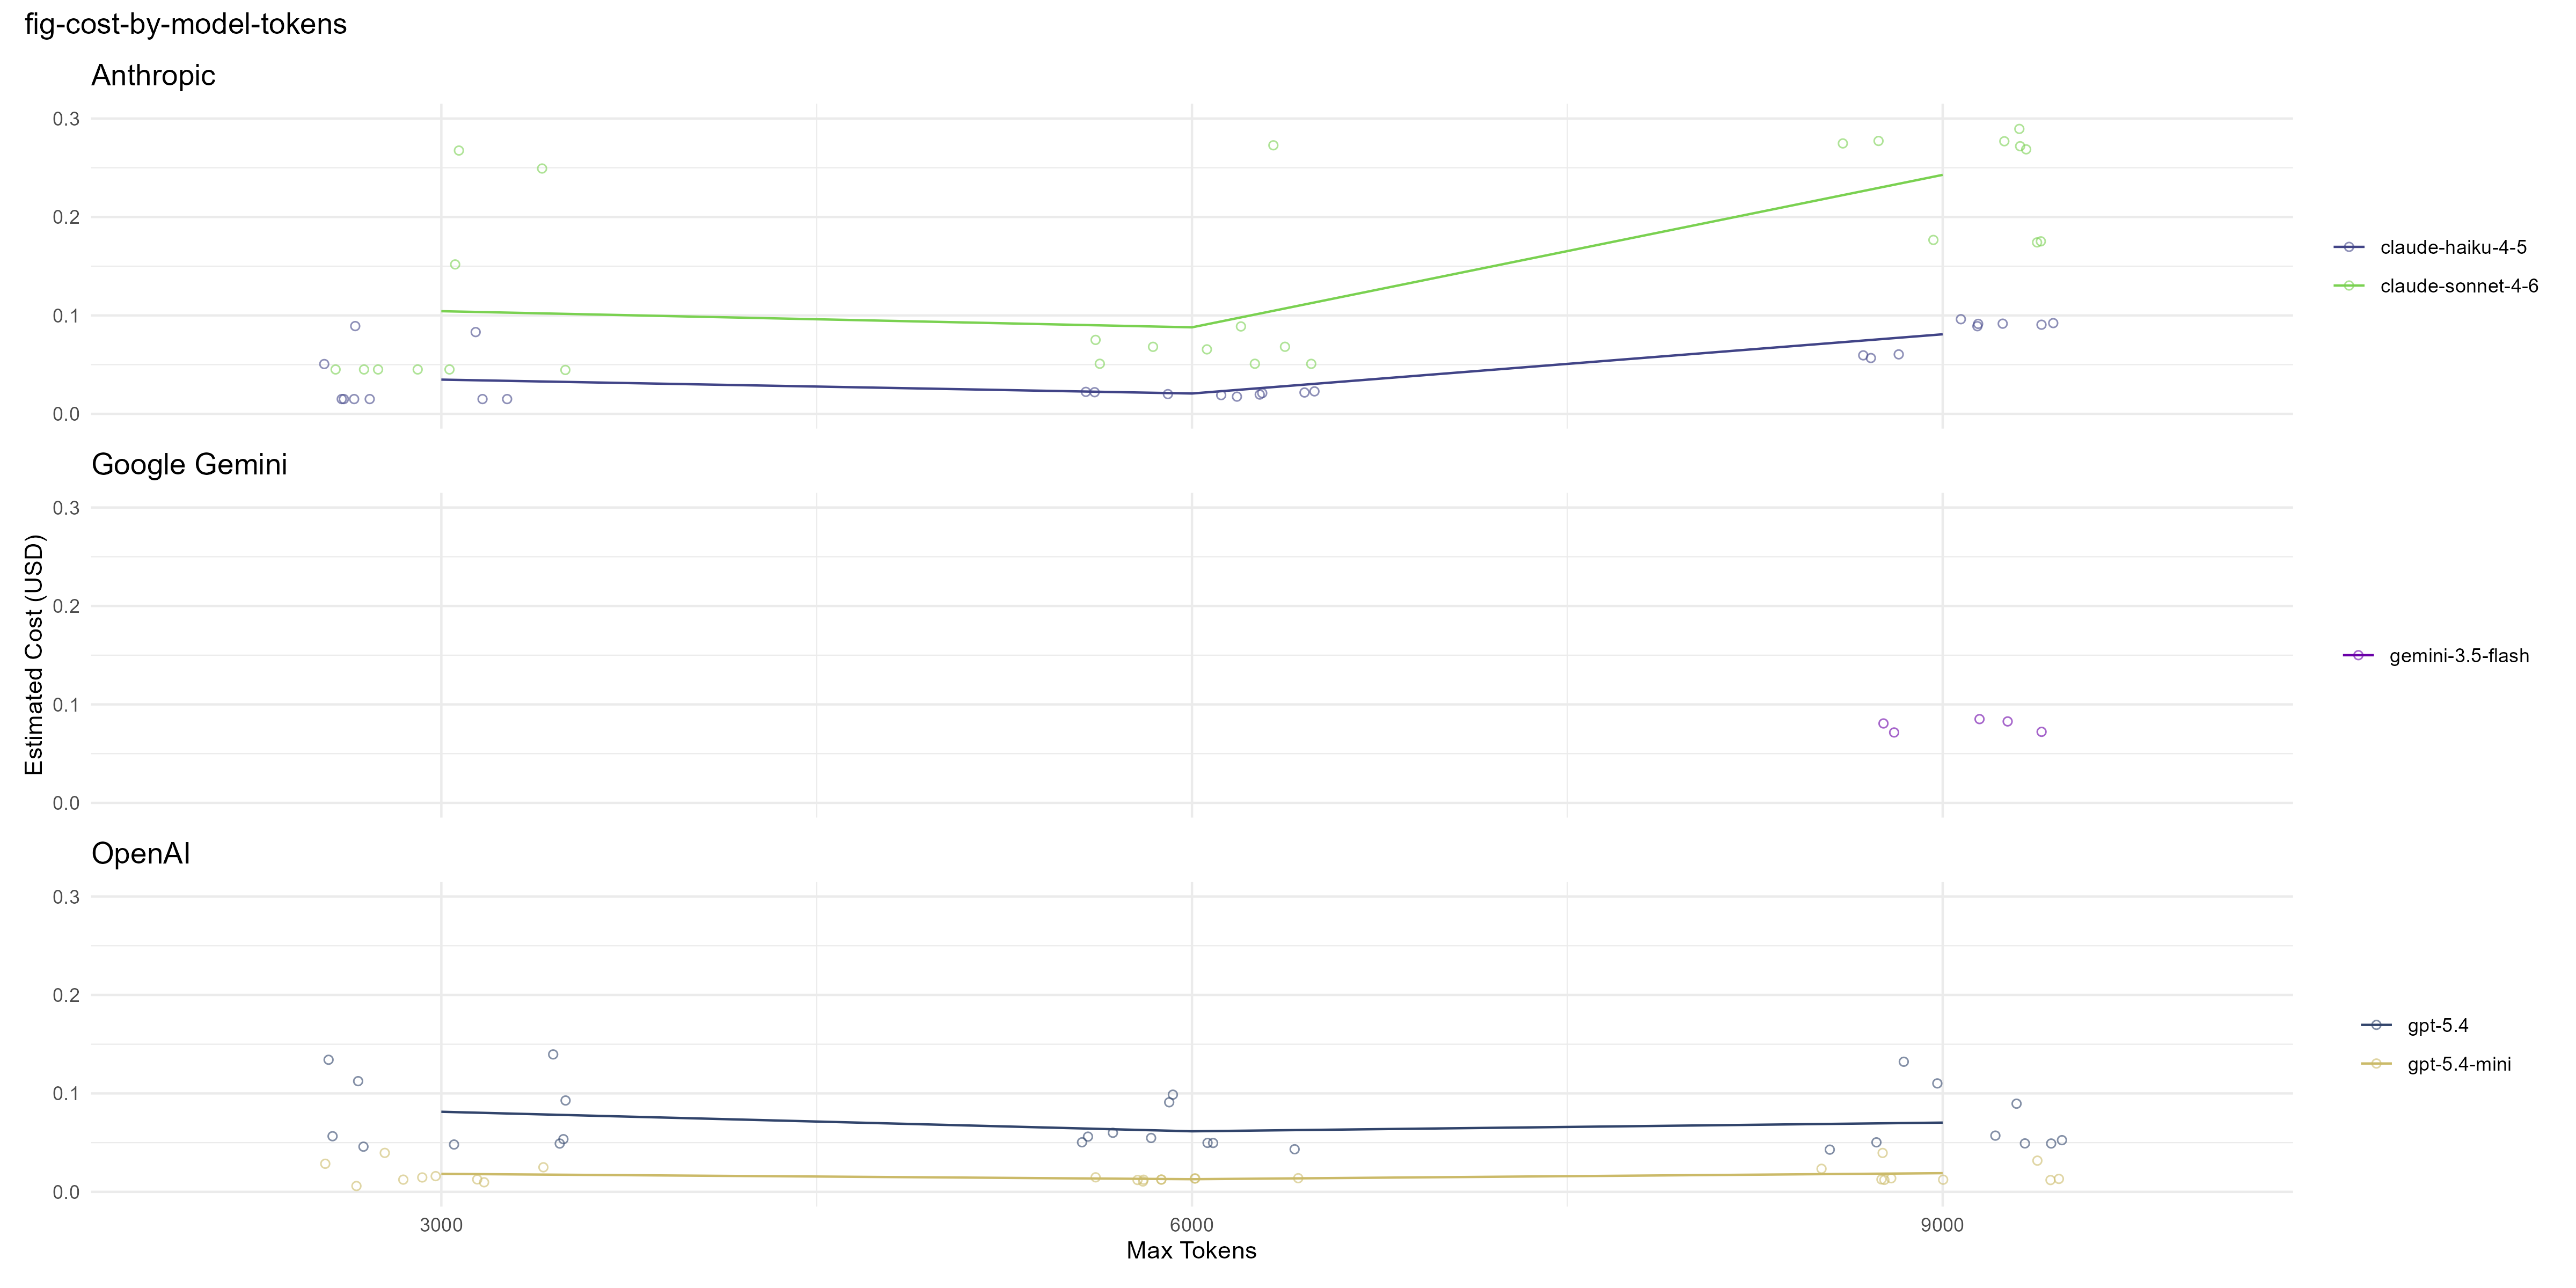 fig-cost-by-model-tokens
Anthropic
0.3
0.2
0.1
0.0
claude-haiku-4-5
claude-sonnet-4-6
Google Gemini
Estimated Cost (USD)
0.3
0.2
0.1
0.0
gemini-3.5-flash
OpenAI
0.3
0.2
0.1
0.0
gpt-5.4
gpt-5.4-mini
3000 6000 9000
Max Tokens